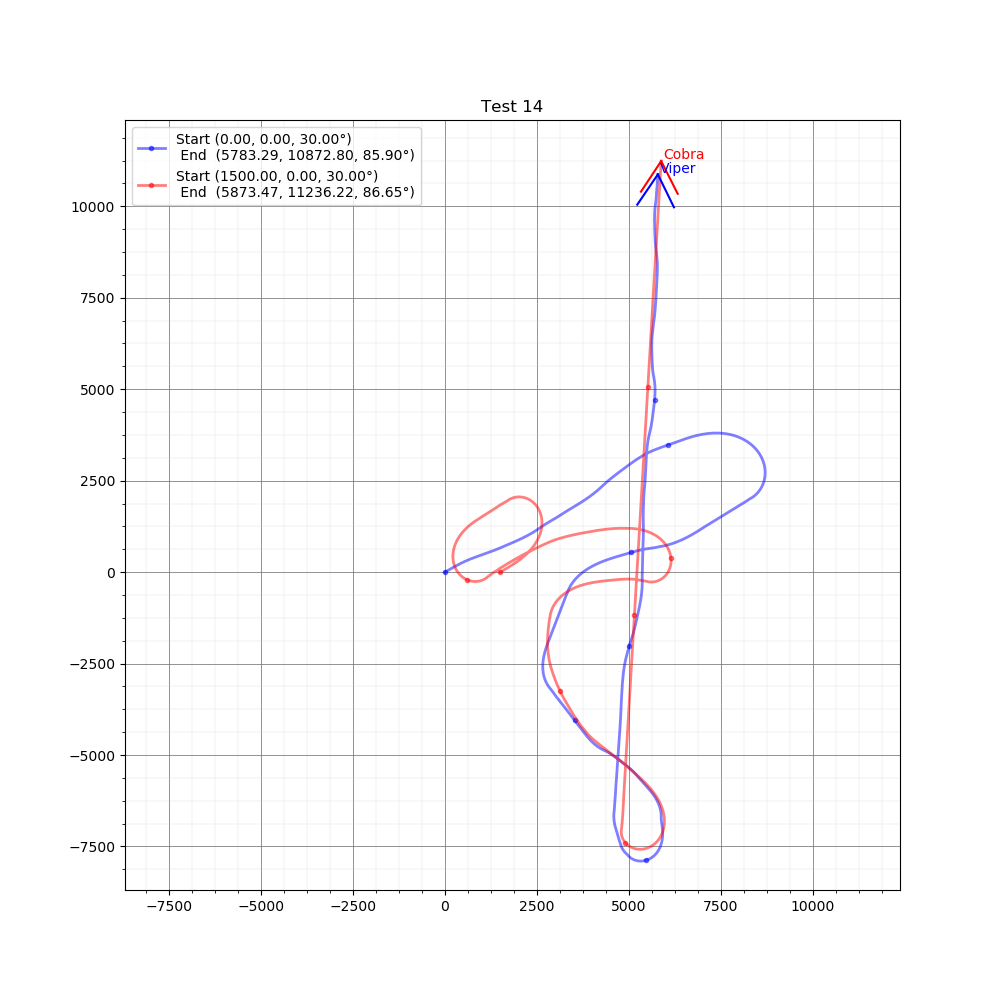 Test 14
Start (0.00, 0.00, 30.00°)
End (5783.29, 10872.80, 85.90°)
Start (1500.00, 0.00, 30.00°)
End (5873.47, 11236.22, 86.65°)
Cobra
Viper
10000
7500
5000
2500
0
−2500
−5000
−7500
−7500
−5000
−2500
0
2500
5000
7500
10000